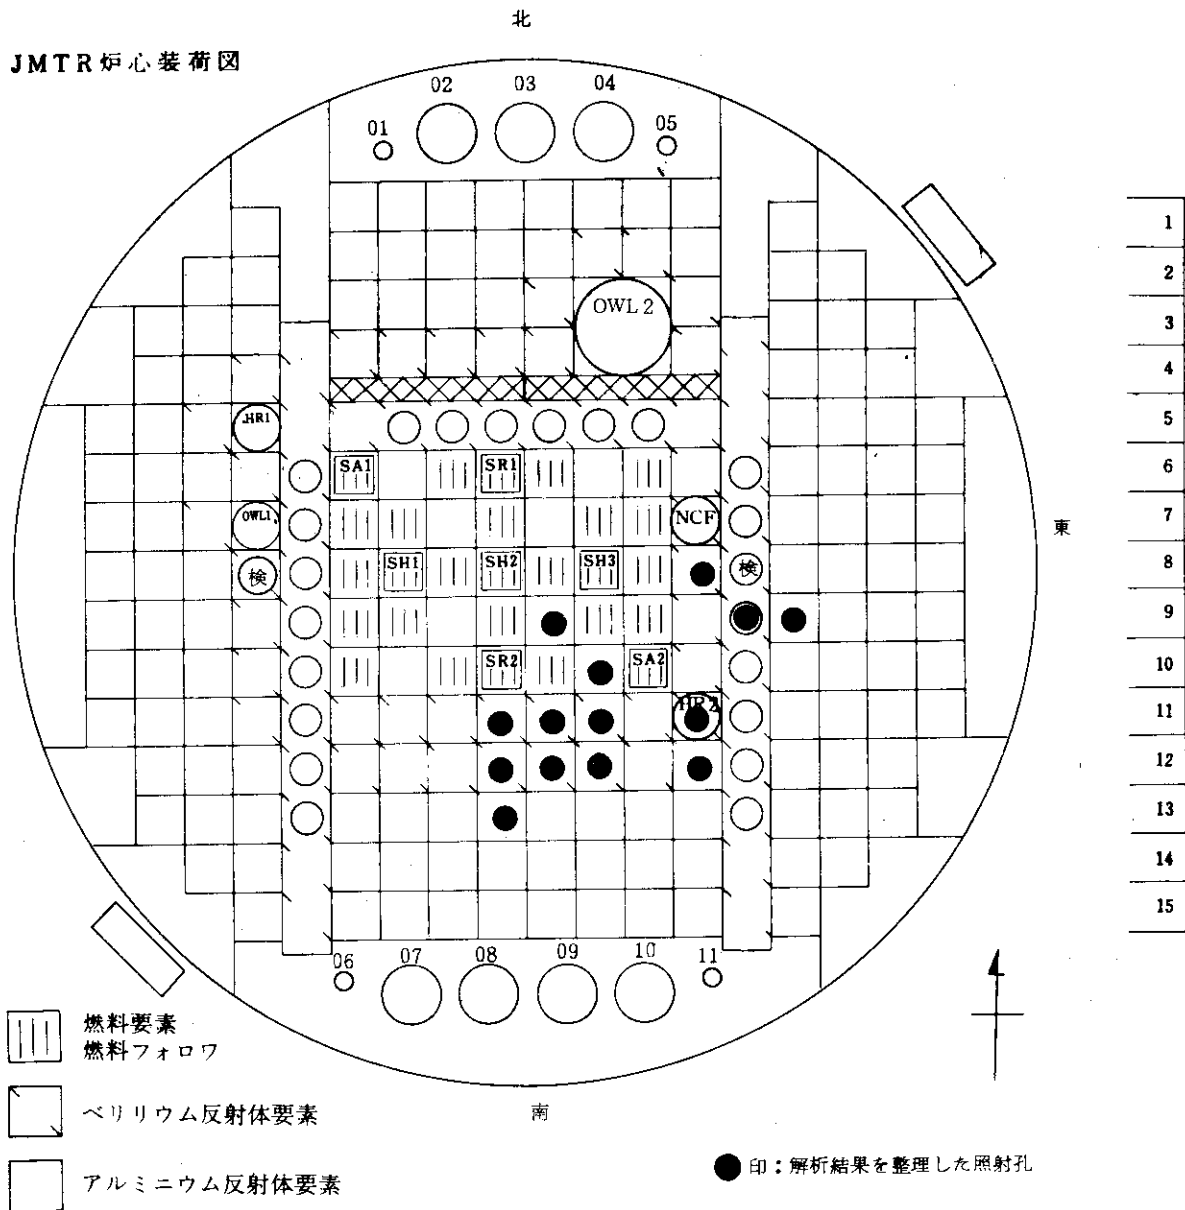 北
JMTR炉心装荷図
01 02 03 04 05
1
2
OWL 2
3
4
HR1
5
SA1 SR1
6
OWL1 NCF
7
東
検 SH1 SH2 SH3 検
8
9
SR2 SA2
10
HR2
11
12
13
14
15
06 07 08 09 10 11
燃料要素
燃料フォロワ
ベリリウム反射体要素
南
アルミニウム反射体要素
印:解析結果を整理した照射孔